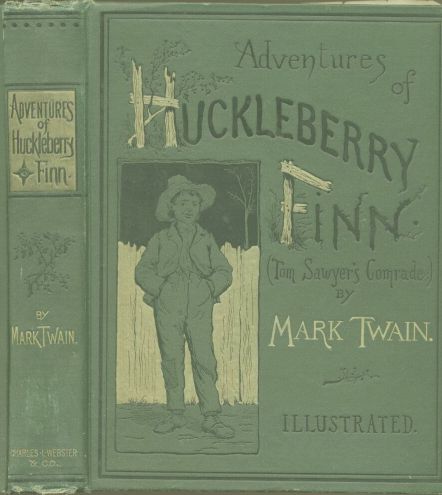 ADVENTURES
of
Huckleberry
Finn.
BY
MARK TWAIN.
CHARLES·L·WEBSTER
& CO.
Adventures
of
HUCKLEBERRY
FINN.
(Tom Sawyer's Comrade.)
BY
MARK TWAIN.
ILLUSTRATED.